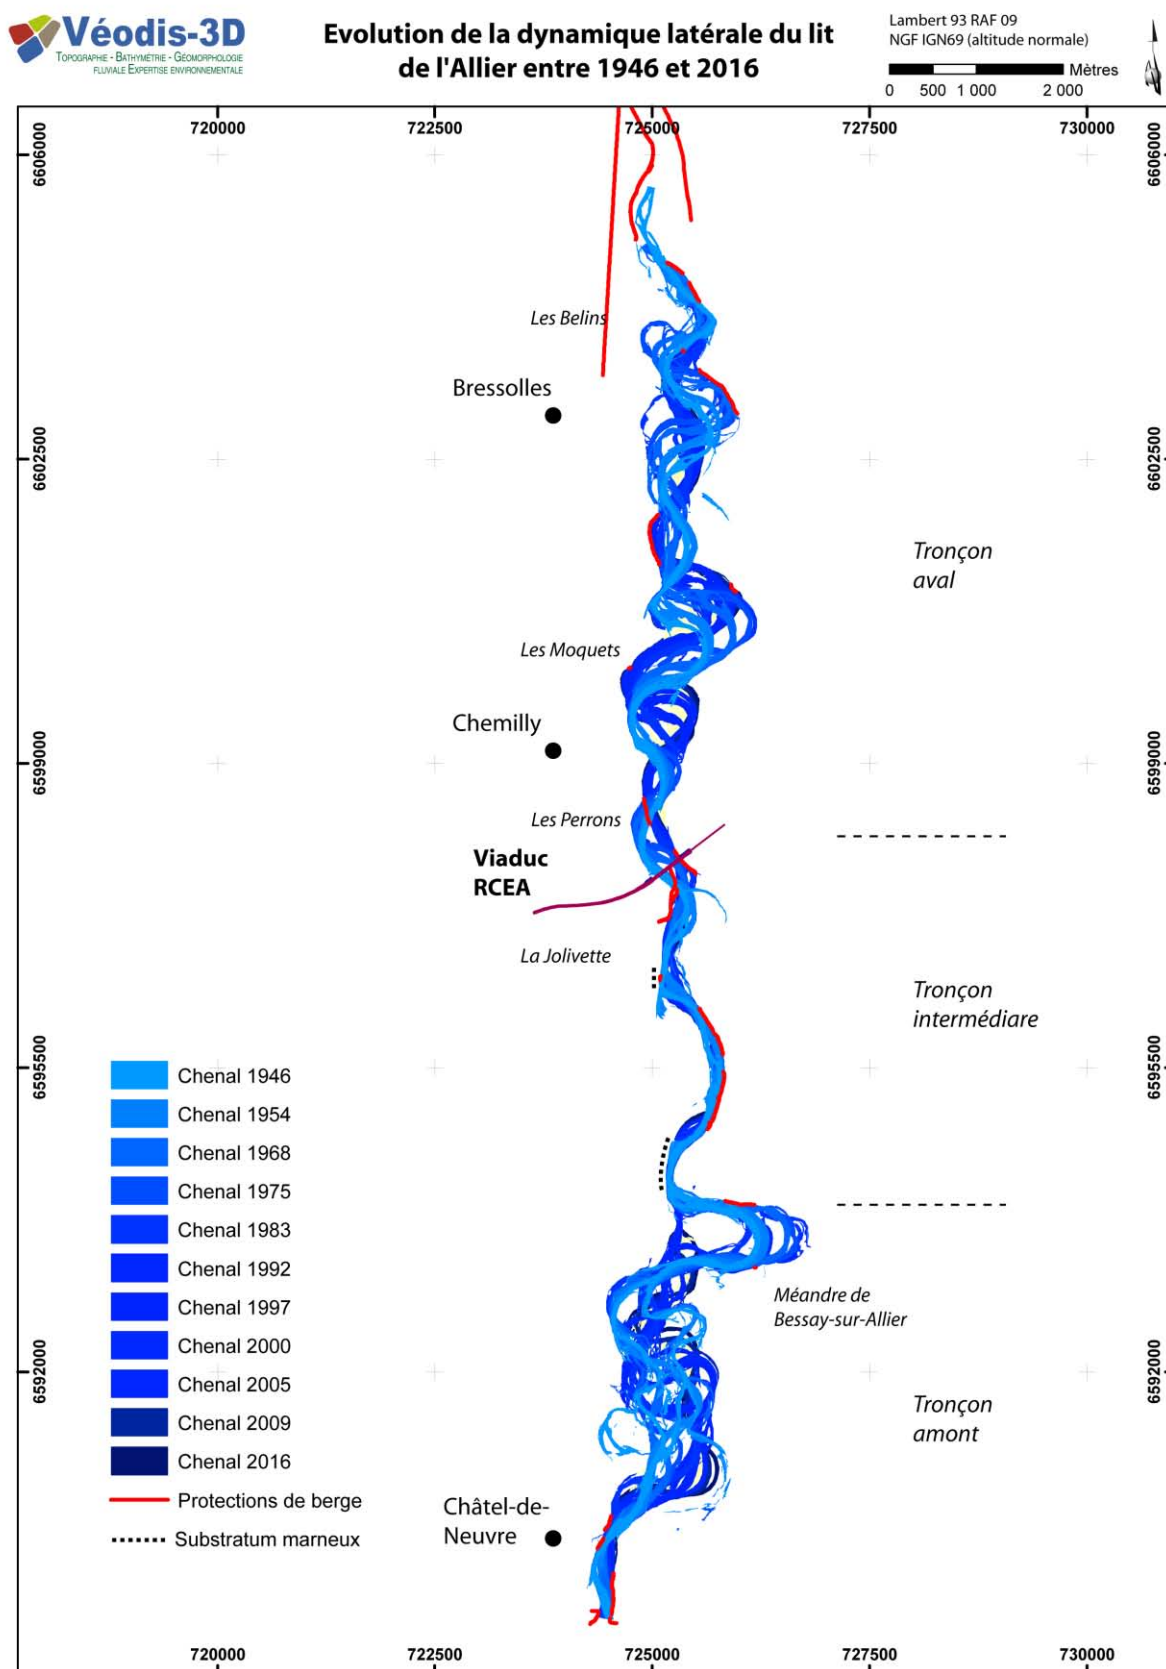 Véodis-3D
TOPOGRAPHIE - BATHYMÉTRIE - GÉOMORPHOLOGIE
FLUVIALE EXPERTISE ENVIRONNEMENTALE
Evolution de la dynamique latérale du lit
de l'Allier entre 1946 et 2016
Lambert 93 RAF 09
NGF IGN69 (altitude normale)
Mètres
0 500 1 000 2 000
720000 722500 725000 727500 730000
6606000 6606000
Les Belins
Bressolles
6602500 6602500
Tronçon
aval
Les Moquets
Chemilly
6599000 6599000
Les Perrons
Viaduc
RCEA
La Jolivette
Tronçon
intermédiare
6595500 6595500
Chenal 1946
Chenal 1954
Chenal 1968
Chenal 1975
Chenal 1983
Chenal 1992
Chenal 1997
Chenal 2000
Chenal 2005
Chenal 2009
Chenal 2016
Protections de berge
Substratum marneux
Méandre de
Bessay-sur-Allier
6592000 6592000
Tronçon
amont
Châtel-de-
Neuvre
720000 722500 725000 727500 730000